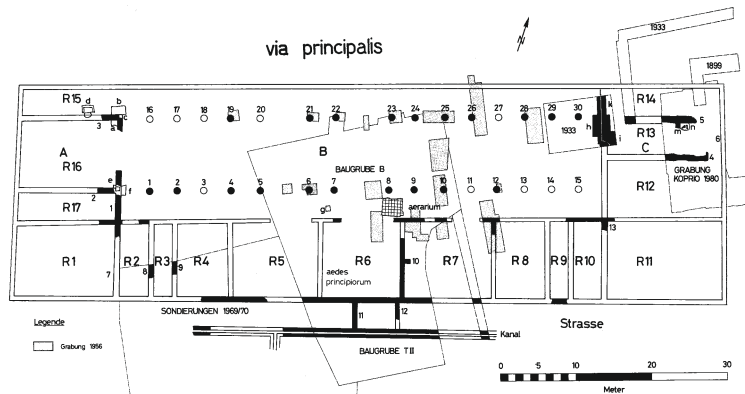 via principalis
N
1933
1899
R15
d
b
c
a
3
16
17
18
19
20
21
22
23
24
25
26
27
28
29
30
k
h
i
1933
R14
R13
C
5
m
n
6
4
A
R16
B
BAUGRUBE B
GRABUNG
KOPRIO 1980
e
f
2
1
1
2
3
4
5
6
7
8
9
10
11
12
13
14
15
R12
R17
g
aerarium
13
R1
R2
R3
R4
R5
R6
R7
R8
R9
R10
R11
7
8
9
10
aedes
principiorum
SONDIERUNGEN 1969/70
11
12
Strasse
Kanal
BAUGRUBE T II
Legende
Grabung 1956
0
5
10
20
30
Meter